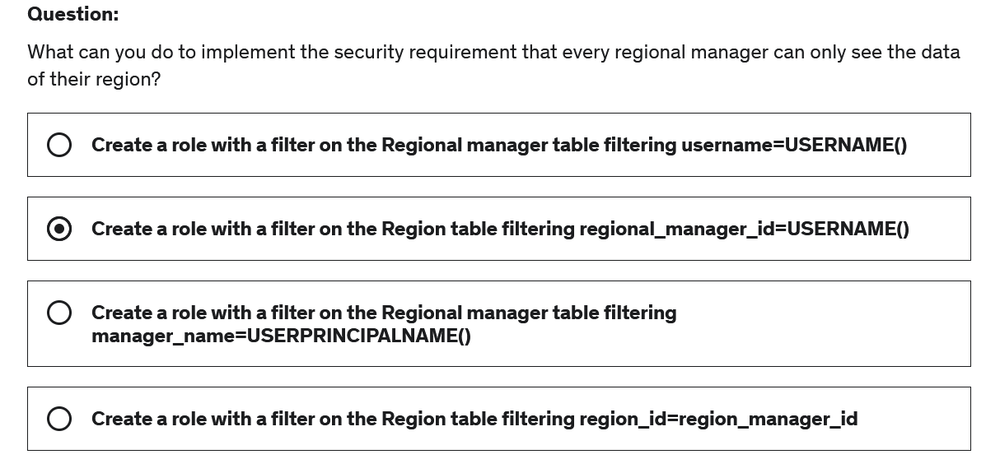 Question:
What can you do to implement the security requirement that every regional manager can only see the data
of their region?
Create a role with a filter on the Regional manager table filtering username=USERNAME()
Create a role with a filter on the Region table filtering regional_manager_id=USERNAME()
Create a role with a filter on the Regional manager table filtering
manager_name=USERPRINCIPALNAME()
Create a role with a filter on the Region table filtering region_id=region_manager_id